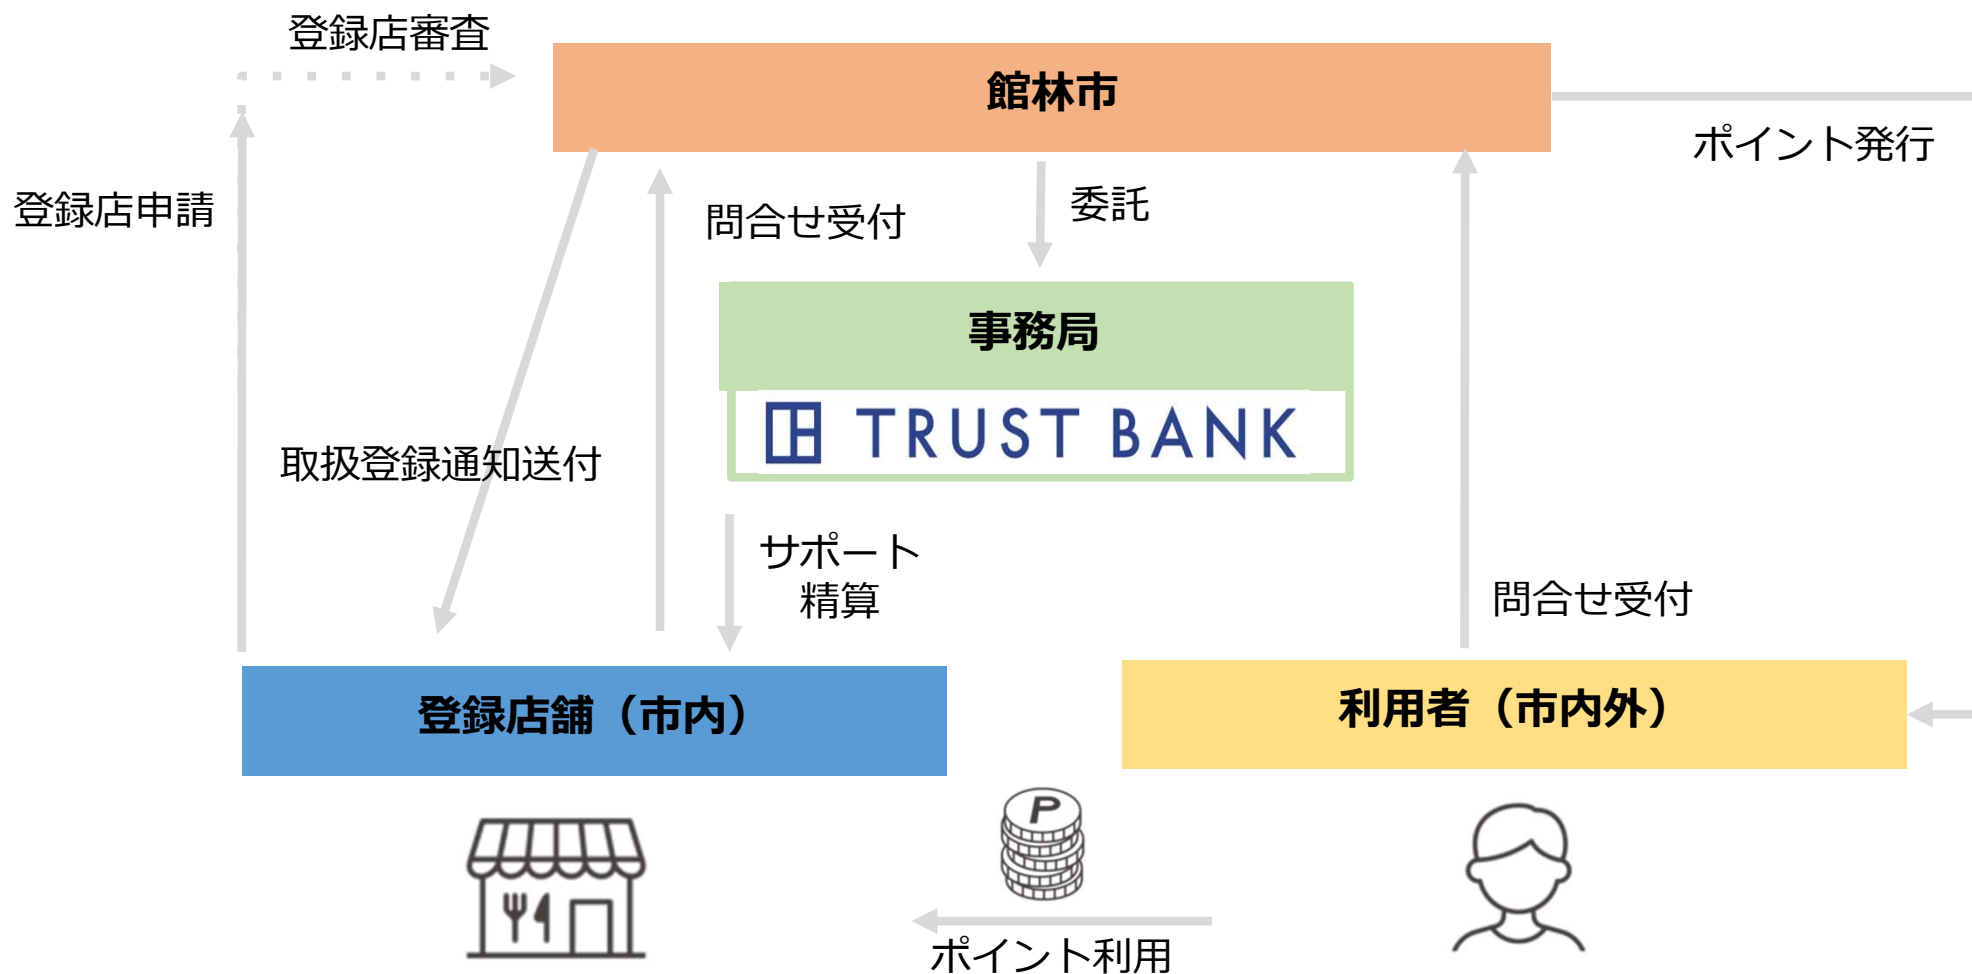 登録店審査
館林市
ポイント発行
登録店申請
問合せ受付
委託
事務局
TRUST BANK
取扱登録通知送付
サポート
精算
問合せ受付
登録店舗（市内）
利用者（市内外）
P
ポイント利用